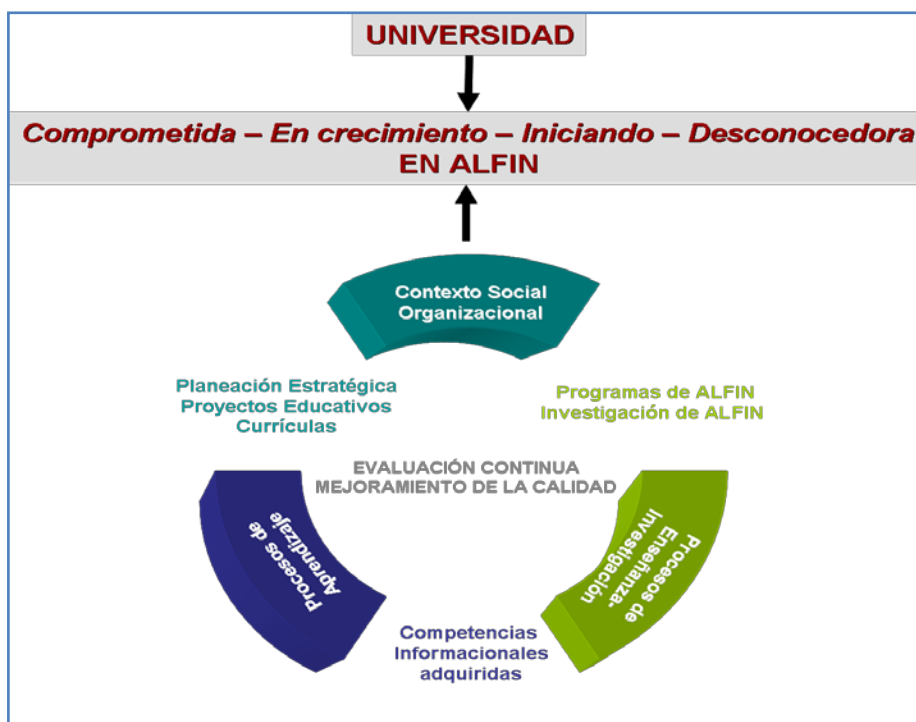 UNIVERSIDAD
Comprometida – En crecimiento – Iniciando – Desconocedora
EN ALFIN
Contexto Social
Organizacional
Planeación Estratégica
Proyectos Educativos
Currículas
Programas de ALFIN
Investigación de ALFIN
EVALUACIÓN CONTINUA
MEJORAMIENTO DE LA CALIDAD
Procesos de
Aprendizaje
Procesos de
Enseñanza-
Investigación
Competencias
Informacionales
adquiridas